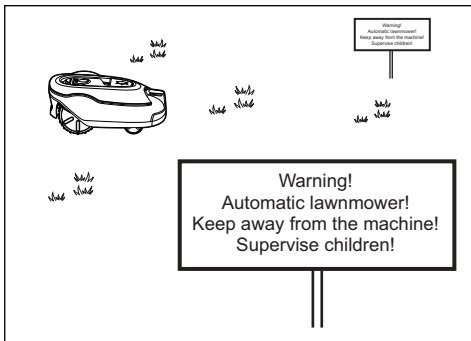 Warning!
Automatic lawnmower!
Keep away from the machine!
Supervise children!
Warning!
Automatic lawnmower!
Keep away from the machine!
Supervise children!